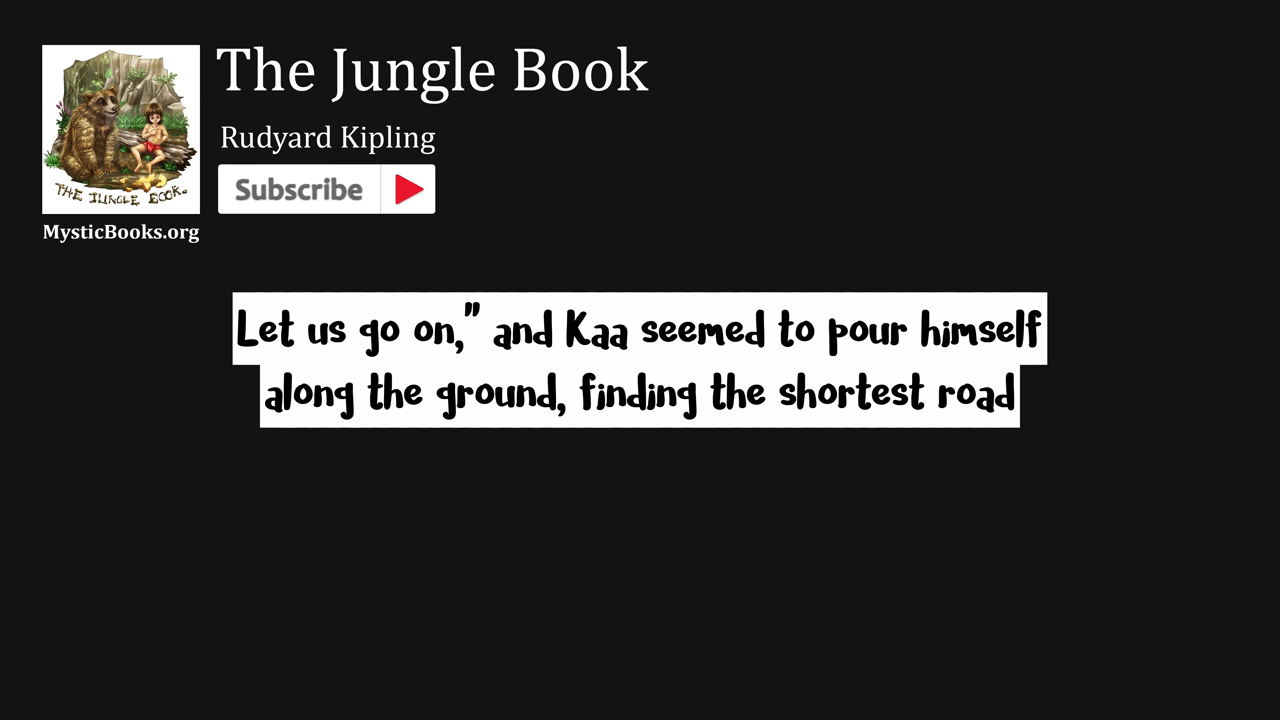 The Jungle Book
Rudyard Kipling
Subscribe
THE JUNGLE BOOK.
MysticBooks.org
Let us go on," and Kaa seemed to pour himself
along the ground, finding the shortest road